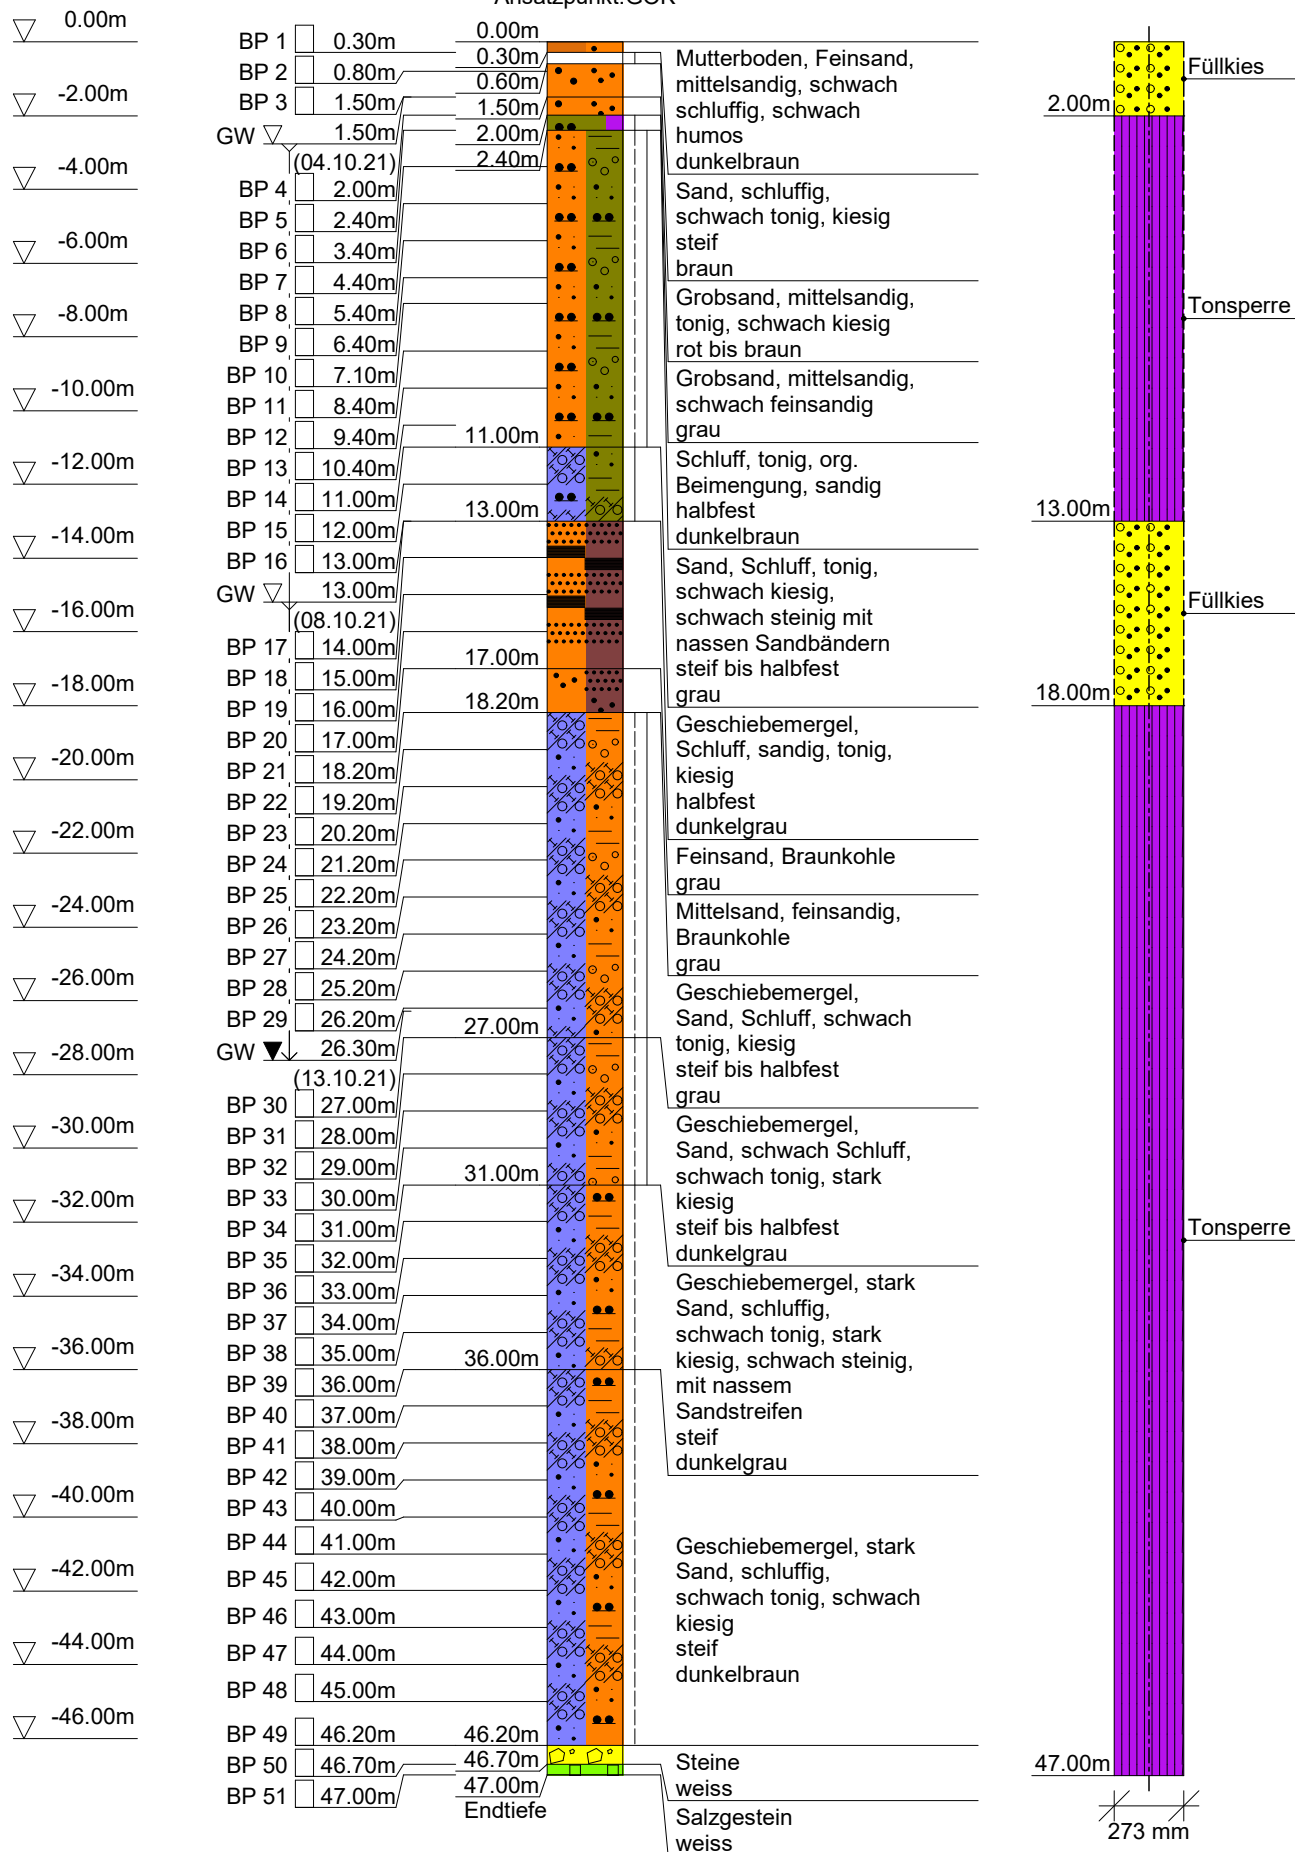 Ansatzpunkt:GOK
0.00m
-2.00m
-4.00m
-6.00m
-8.00m
-10.00m
-12.00m
-14.00m
-16.00m
-18.00m
-20.00m
-22.00m
-24.00m
-26.00m
-28.00m
-30.00m
-32.00m
-34.00m
-36.00m
-38.00m
-40.00m
-42.00m
-44.00m
-46.00m
BP 1 0.30m
BP 2 0.80m
BP 3 1.50m
GW 1.50m
(04.10.21)
BP 4 2.00m
BP 5 2.40m
BP 6 3.40m
BP 7 4.40m
BP 8 5.40m
BP 9 6.40m
BP 10 7.10m
BP 11 8.40m
BP 12 9.40m
BP 13 10.40m
BP 14 11.00m
BP 15 12.00m
BP 16 13.00m
GW 13.00m
(08.10.21)
BP 17 14.00m
BP 18 15.00m
BP 19 16.00m
BP 20 17.00m
BP 21 18.20m
BP 22 19.20m
BP 23 20.20m
BP 24 21.20m
BP 25 22.20m
BP 26 23.20m
BP 27 24.20m
BP 28 25.20m
BP 29 26.20m
GW 26.30m
(13.10.21)
BP 30 27.00m
BP 31 28.00m
BP 32 29.00m
BP 33 30.00m
BP 34 31.00m
BP 35 32.00m
BP 36 33.00m
BP 37 34.00m
BP 38 35.00m
BP 39 36.00m
BP 40 37.00m
BP 41 38.00m
BP 42 39.00m
BP 43 40.00m
BP 44 41.00m
BP 45 42.00m
BP 46 43.00m
BP 47 44.00m
BP 48 45.00m
BP 49 46.20m
BP 50 46.70m
BP 51 47.00m
0.00m
0.30m
0.60m
1.50m
2.00m
2.40m
11.00m
13.00m
17.00m
18.20m
27.00m
31.00m
36.00m
46.20m
46.70m
47.00m
Endtiefe
Mutterboden, Feinsand,
mittelsandig, schwach
schluffig, schwach
humos
dunkelbraun
Sand, schluffig,
schwach tonig, kiesig
steif
braun
Grobsand, mittelsandig,
tonig, schwach kiesig
rot bis braun
Grobsand, mittelsandig,
schwach feinsandig
grau
Schluff, tonig, org.
Beimengung, sandig
halbfest
dunkelbraun
Sand, Schluff, tonig,
schwach kiesig,
schwach steinig mit
nassen Sandbändern
steif bis halbfest
grau
Geschiebemergel,
Schluff, sandig, tonig,
kiesig
halbfest
dunkelgrau
Feinsand, Braunkohle
grau
Mittelsand, feinsandig,
Braunkohle
grau
Geschiebemergel,
Sand, Schluff, schwach
tonig, kiesig
steif bis halbfest
grau
Geschiebemergel,
Sand, schwach Schluff,
schwach tonig, stark
kiesig
steif bis halbfest
dunkelgrau
Geschiebemergel, stark
Sand, schluffig,
schwach tonig, stark
kiesig, schwach steinig,
mit nassem
Sandstreifen
steif
dunkelgrau
Geschiebemergel, stark
Sand, schluffig,
schwach tonig, schwach
kiesig
steif
dunkelbraun
Steine
weiss
Salzgestein
weiss
Füllkies
2.00m
Tonsperre
13.00m
Füllkies
18.00m
Tonsperre
47.00m
273 mm